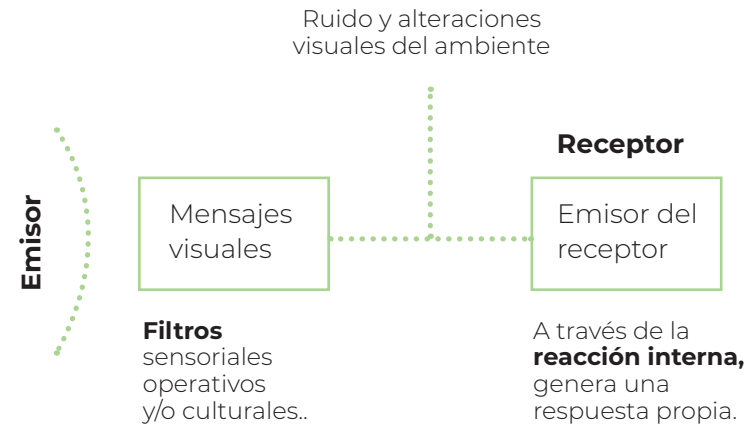 Ruido y alteraciones
visuales del ambiente
Emisor
Mensajes
visuales
Filtros
sensoriales
operativos
y/o culturales..
Receptor
Emisor del
receptor
A través de la
reacción interna,
genera una
respuesta propia.